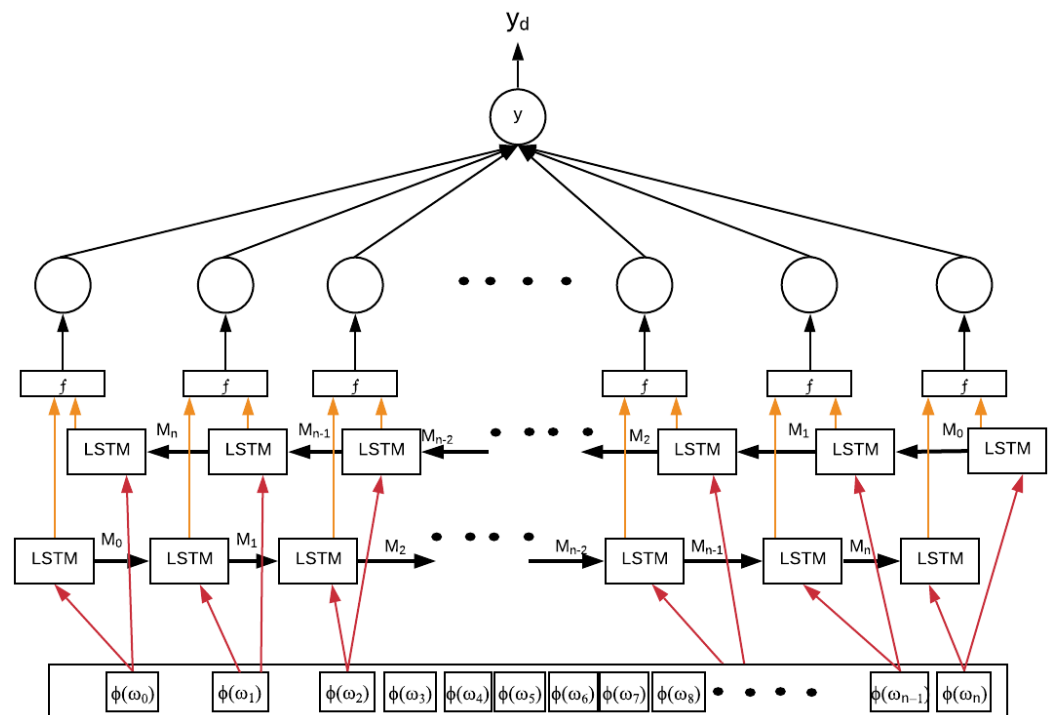 y_d
y
f f f f f f
M_n M_{n-1} M_{n-2} M_2 M_1 M_0
LSTM LSTM LSTM LSTM LSTM LSTM
M_0 M_1 M_2 M_{n-2} M_{n-1} M_n
LSTM LSTM LSTM LSTM LSTM LSTM
ϕ(ω_0) ϕ(ω_1) ϕ(ω_2) ϕ(ω_3) ϕ(ω_4) ϕ(ω_5) ϕ(ω_6) ϕ(ω_7) ϕ(ω_8) ϕ(ω_{n−1}) ϕ(ω_n)